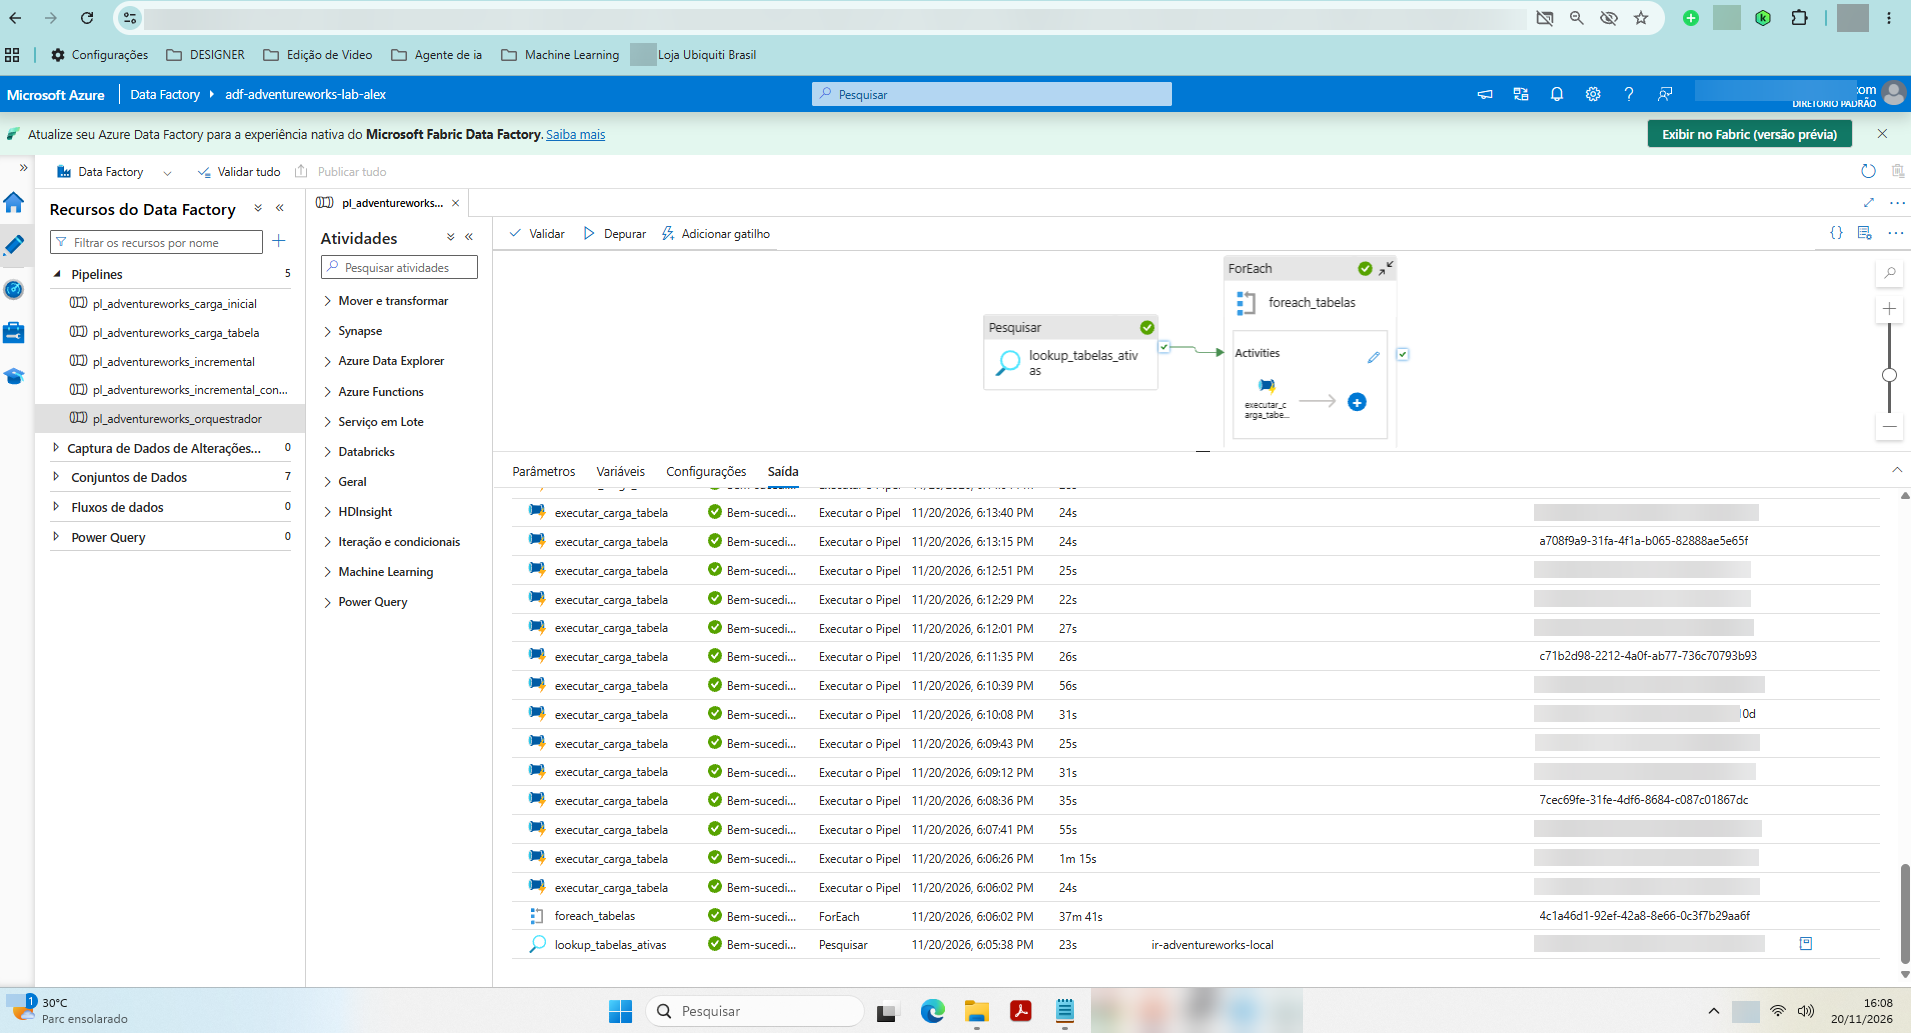 Configurações
DESIGNER
Edição de Video
Agente de ia
Machine Learning
Loja Ubiquiti Brasil
Microsoft Azure
Data Factory
adf-adventureworks-lab-alex
Pesquisar
com
DIRETÓRIO PADRÃO
Atualize seu Azure Data Factory para a experiência nativa do Microsoft Fabric Data Factory. Saiba mais
Exibir no Fabric (versão prévia)
Data Factory
Validar tudo
Publicar tudo
Recursos do Data Factory
Filtrar os recursos por nome
Pipelines 5
pl_adventureworks_carga_inicial
pl_adventureworks_carga_tabela
pl_adventureworks_incremental
pl_adventureworks_incremental_con...
pl_adventureworks_orquestrador
Captura de Dados de Alterações... 0
Conjuntos de Dados 7
Fluxos de dados 0
Power Query 0
pl_adventureworks...
Atividades
Pesquisar atividades
Mover e transformar
Synapse
Azure Data Explorer
Azure Functions
Serviço em Lote
Databricks
Geral
HDInsight
Iteração e condicionais
Machine Learning
Power Query
Validar
Depurar
Adicionar gatilho
Pesquisar
lookup_tabelas_ativ
as
ForEach
foreach_tabelas
Activities
executar_c
arga_tabe...
Parâmetros
Variáveis
Configurações
Saída
executar_carga_tabela Bem-sucedi... Executar o Pipel 11/20/2026, 6:13:40 PM 24s
executar_carga_tabela Bem-sucedi... Executar o Pipel 11/20/2026, 6:13:15 PM 24s a708f9a9-31fa-4f1a-b065-82888ae5e65f
executar_carga_tabela Bem-sucedi... Executar o Pipel 11/20/2026, 6:12:51 PM 25s
executar_carga_tabela Bem-sucedi... Executar o Pipel 11/20/2026, 6:12:29 PM 22s
executar_carga_tabela Bem-sucedi... Executar o Pipel 11/20/2026, 6:12:01 PM 27s
executar_carga_tabela Bem-sucedi... Executar o Pipel 11/20/2026, 6:11:35 PM 26s c71b2d98-2212-4a0f-ab77-736c70793b93
executar_carga_tabela Bem-sucedi... Executar o Pipel 11/20/2026, 6:10:39 PM 56s
executar_carga_tabela Bem-sucedi... Executar o Pipel 11/20/2026, 6:10:08 PM 31s 0d
executar_carga_tabela Bem-sucedi... Executar o Pipel 11/20/2026, 6:09:43 PM 25s
executar_carga_tabela Bem-sucedi... Executar o Pipel 11/20/2026, 6:09:12 PM 31s
executar_carga_tabela Bem-sucedi... Executar o Pipel 11/20/2026, 6:08:36 PM 35s 7cec69fe-31fe-4df6-8684-c087c01867dc
executar_carga_tabela Bem-sucedi... Executar o Pipel 11/20/2026, 6:07:41 PM 55s
executar_carga_tabela Bem-sucedi... Executar o Pipel 11/20/2026, 6:06:26 PM 1m 15s
executar_carga_tabela Bem-sucedi... Executar o Pipel 11/20/2026, 6:06:02 PM 24s
foreach_tabelas Bem-sucedi... ForEach 11/20/2026, 6:06:02 PM 37m 41s 4c1a46d1-92ef-42a8-8e66-0c3f7b29aa6f
lookup_tabelas_ativas Bem-sucedi... Pesquisar 11/20/2026, 6:05:38 PM 23s ir-adventureworks-local
1
30°C
Parc ensolarado
Pesquisar
16:08
20/11/2026